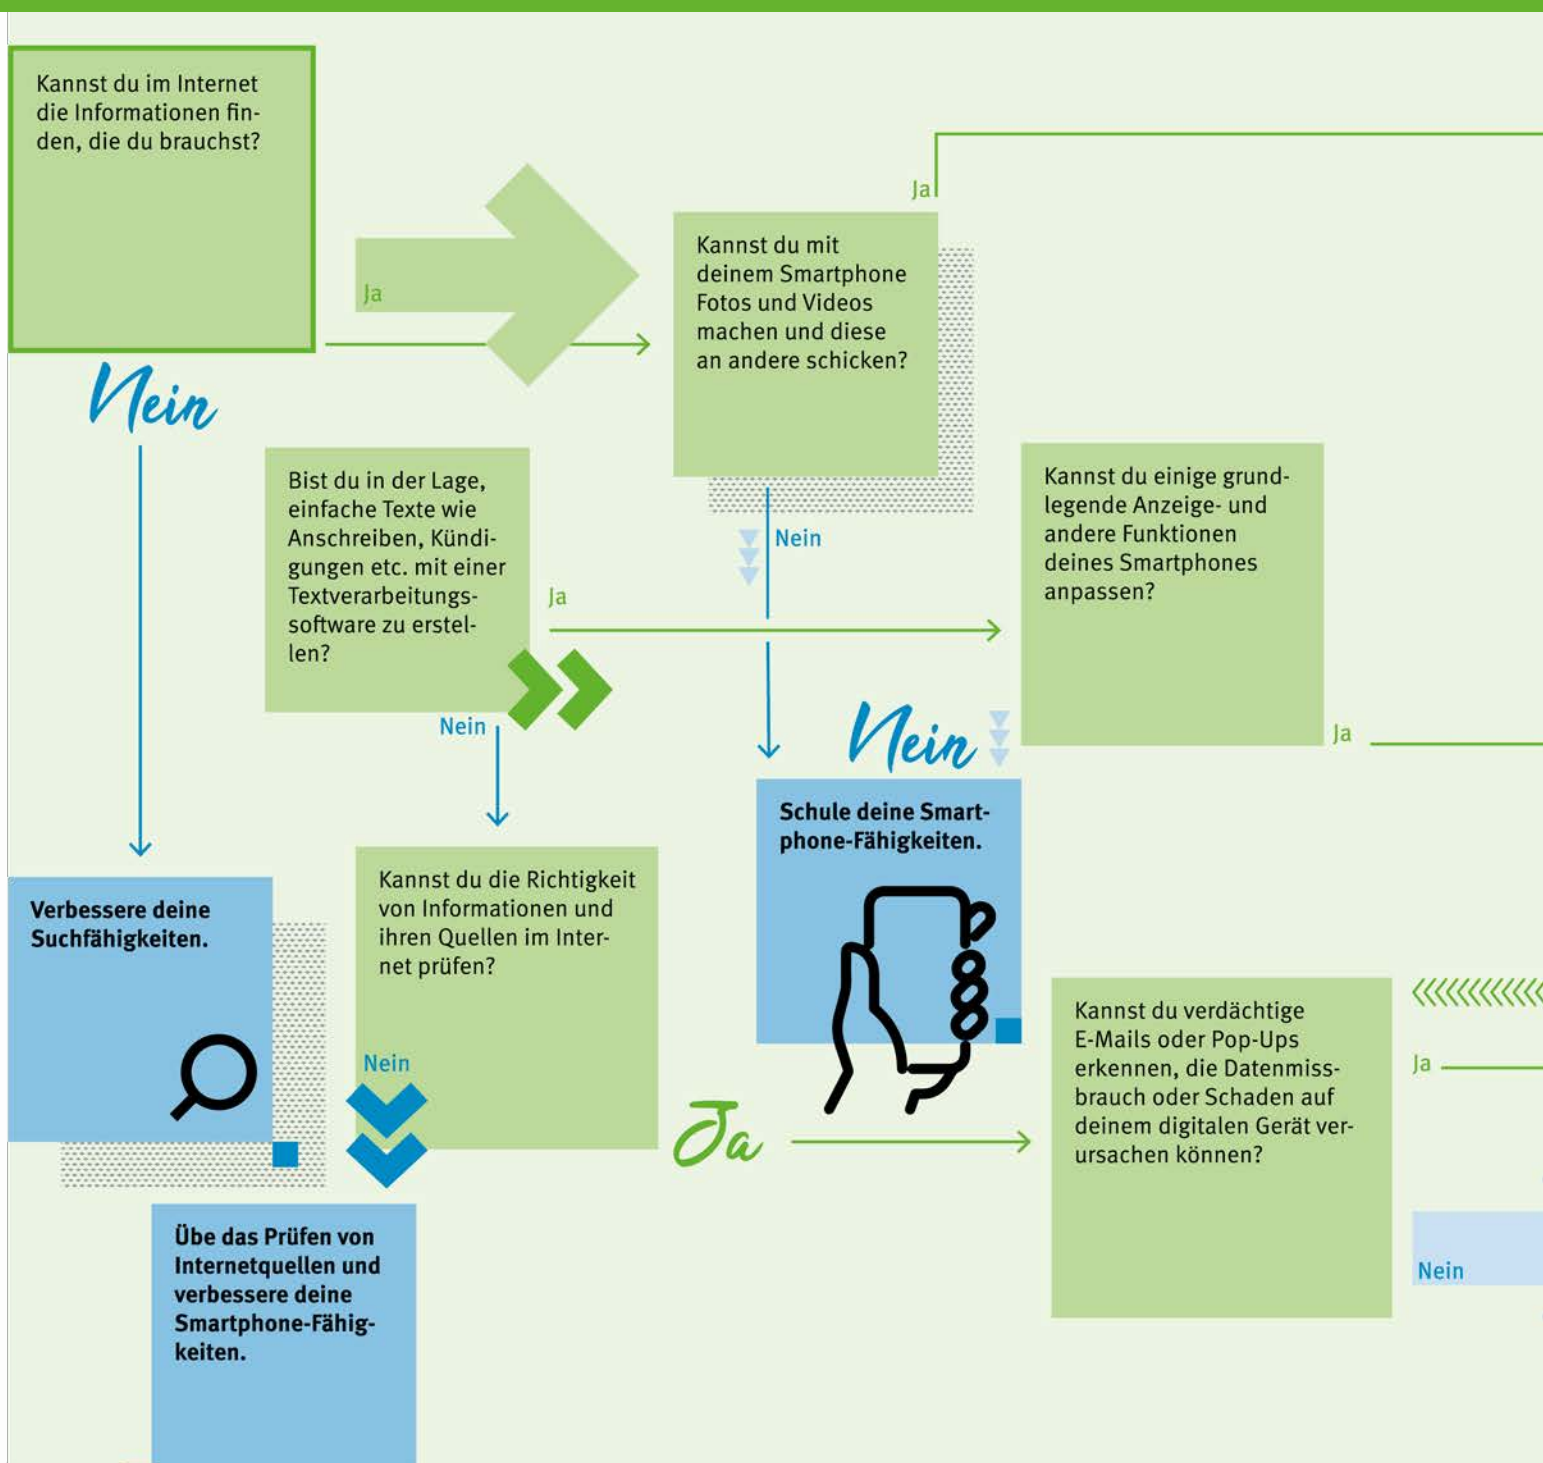 Kannst du im Internet
die Informationen fin-
den, die du brauchst?
Ja
Nein
Ja
Kannst du mit
deinem Smartphone
Fotos und Videos
machen und diese
an andere schicken?
Nein
Bist du in der Lage,
einfache Texte wie
Anschreiben, Kündi-
gungen etc. mit einer
Textverarbeitungs-
software zu erstel-
len?
Ja
Nein
Kannst du einige grund-
legende Anzeige- und
andere Funktionen
deines Smartphones
anpassen?
Ja
Nein
Schule deine Smart-
phone-Fähigkeiten.
Verbessere deine
Suchfähigkeiten.
Kannst du die Richtigkeit
von Informationen und
ihren Quellen im Inter-
net prüfen?
Nein
Ja
Kannst du verdächtige
E-Mails oder Pop-Ups
erkennen, die Datenmiss-
brauch oder Schaden auf
deinem digitalen Gerät ver-
ursachen können?
Ja
Nein
Übe das Prüfen von
Internetquellen und
verbessere deine
Smartphone-Fähig-
keiten.